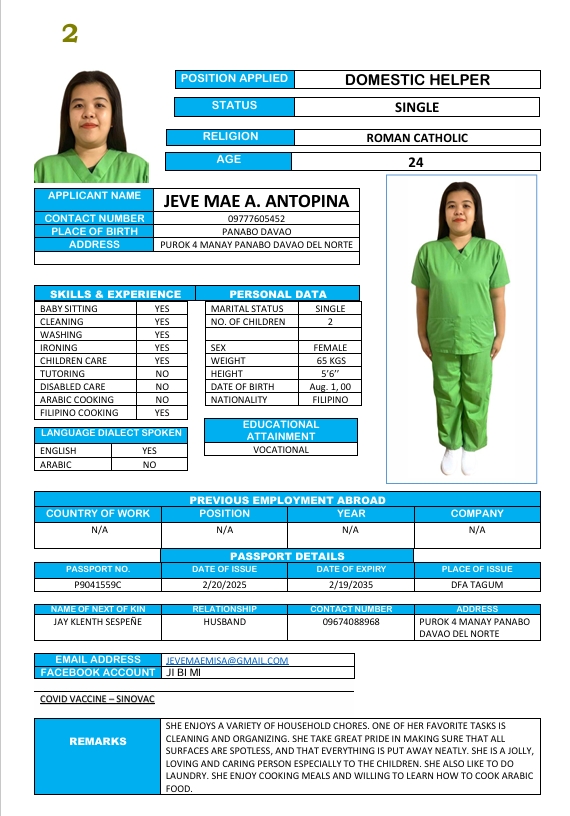 2
POSITION APPLIED DOMESTIC HELPER
STATUS SINGLE
RELIGION ROMAN CATHOLIC
AGE 24
APPLICANT NAME JEVE MAE A. ANTOPINA
CONTACT NUMBER 09777605452
PLACE OF BIRTH PANABO DAVAO
ADDRESS PUROK 4 MANAY PANABO DAVAO DEL NORTE
SKILLS & EXPERIENCE
BABY SITTING YES
CLEANING YES
WASHING YES
IRONING YES
CHILDREN CARE YES
TUTORING NO
DISABLED CARE NO
ARABIC COOKING NO
FILIPINO COOKING YES
LANGUAGE DIALECT SPOKEN
ENGLISH YES
ARABIC NO
PERSONAL DATA
MARITAL STATUS SINGLE
NO. OF CHILDREN 2
SEX FEMALE
WEIGHT 65 KGS
HEIGHT 5'6''
DATE OF BIRTH Aug. 1, 00
NATIONALITY FILIPINO
EDUCATIONAL
ATTAINMENT
VOCATIONAL
PREVIOUS EMPLOYMENT ABROAD
COUNTRY OF WORK POSITION YEAR COMPANY
N/A N/A N/A N/A
PASSPORT DETAILS
PASSPORT NO. DATE OF ISSUE DATE OF EXPIRY PLACE OF ISSUE
P9041559C 2/20/2025 2/19/2035 DFA TAGUM
NAME OF NEXT OF KIN RELATIONSHIP CONTACT NUMBER ADDRESS
JAY KLENTH SESPEÑE HUSBAND 09674088968 PUROK 4 MANAY PANABO
DAVAO DEL NORTE
EMAIL ADDRESS JEVEMAEMISA@GMAIL.COM
FACEBOOK ACCOUNT JI BI MI
COVID VACCINE – SINOVAC
REMARKS
SHE ENJOYS A VARIETY OF HOUSEHOLD CHORES. ONE OF HER FAVORITE TASKS IS
CLEANING AND ORGANIZING. SHE TAKE GREAT PRIDE IN MAKING SURE THAT ALL
SURFACES ARE SPOTLESS, AND THAT EVERYTHING IS PUT AWAY NEATLY. SHE IS A JOLLY,
LOVING AND CARING PERSON ESPECIALLY TO THE CHILDREN. SHE ALSO LIKE TO DO
LAUNDRY. SHE ENJOY COOKING MEALS AND WILLING TO LEARN HOW TO COOK ARABIC
FOOD.